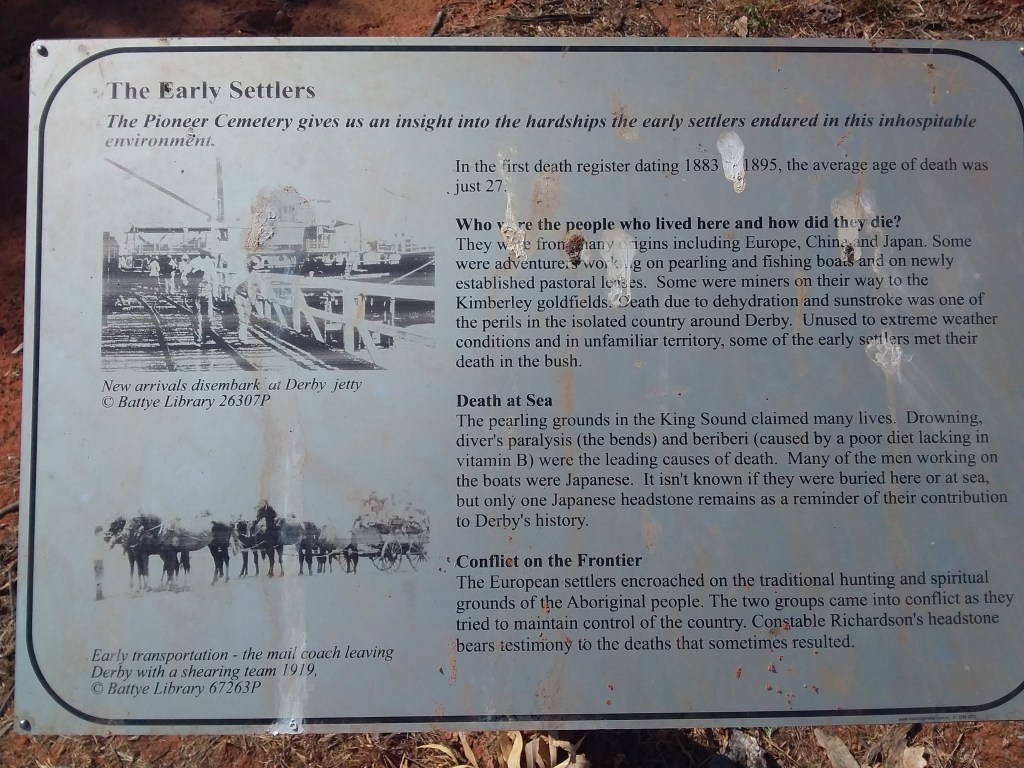 The Early Settlers
The Pioneer Cemetery gives us an insight into the hardships the early settlers endured in this inhospitable
environment.
In the first death register dating 1883 1895, the average age of death was
just 27.
Who were the people who lived here and how did they die?
They were from many origins including Europe, China and Japan. Some
were adventurers working on pearling and fishing boats and on newly
established pastoral leases. Some were miners on their way to the
Kimberley goldfields. Death due to dehydration and sunstroke was one of
the perils in the isolated country around Derby. Unused to extreme weather
conditions and in unfamiliar territory, some of the early settlers met their
death in the bush.
New arrivals disembark at Derby jetty
© Battye Library 26307P
Death at Sea
The pearling grounds in the King Sound claimed many lives. Drowning,
diver's paralysis (the bends) and beriberi (caused by a poor diet lacking in
vitamin B) were the leading causes of death. Many of the men working on
the boats were Japanese. It isn't known if they were buried here or at sea,
but only one Japanese headstone remains as a reminder of their contribution
to Derby's history.
Conflict on the Frontier
The European settlers encroached on the traditional hunting and spiritual
grounds of the Aboriginal people. The two groups came into conflict as they
tried to maintain control of the country. Constable Richardson's headstone
bears testimony to the deaths that sometimes resulted.
Early transportation - the mail coach leaving
Derby with a shearing team 1919,
© Battye Library 67263P